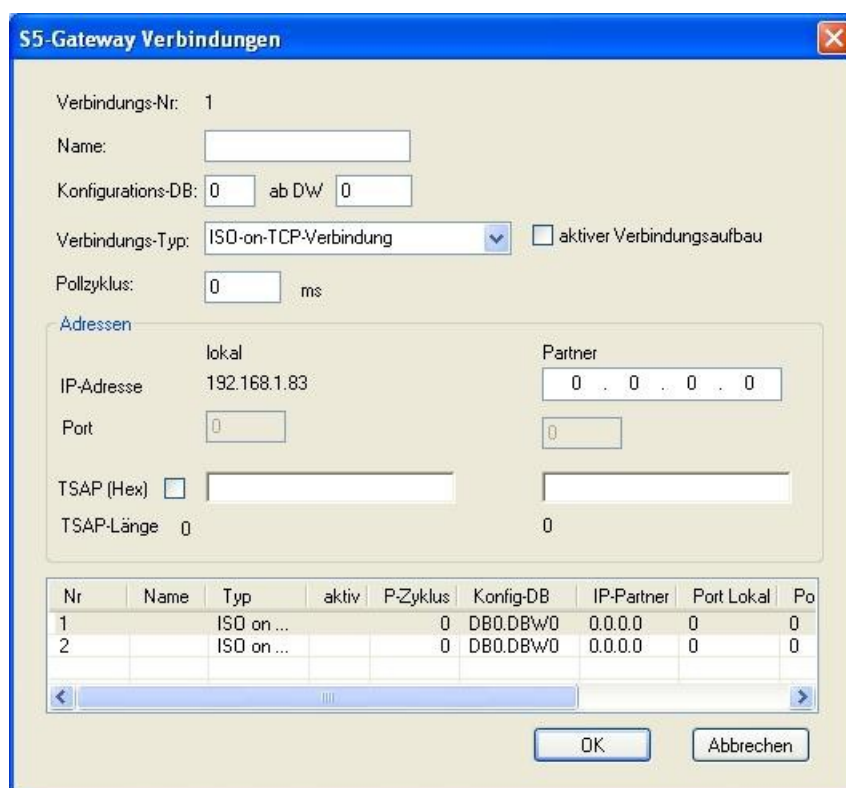 S5-Gateway Verbindungen
Verbindungs-Nr: 1
Name:
Konfigurations-DB: 0 ab DW 0
Verbindungs-Typ: ISO-on-TCP-Verbindung aktiver Verbindungsaufbau
Pollzyklus: 0 ms
Adressen
lokal Partner
IP-Adresse 192.168.1.83 0 . 0 . 0 . 0
Port 0 0
TSAP (Hex)
TSAP-Länge 0 0
Nr Name Typ aktiv P-Zyklus Konfig-DB IP-Partner Port Lokal Po
1 ISO on ... 0 DB0.DBW0 0.0.0.0 0 0
2 ISO on ... 0 DB0.DBW0 0.0.0.0 0 0
OK Abbrechen